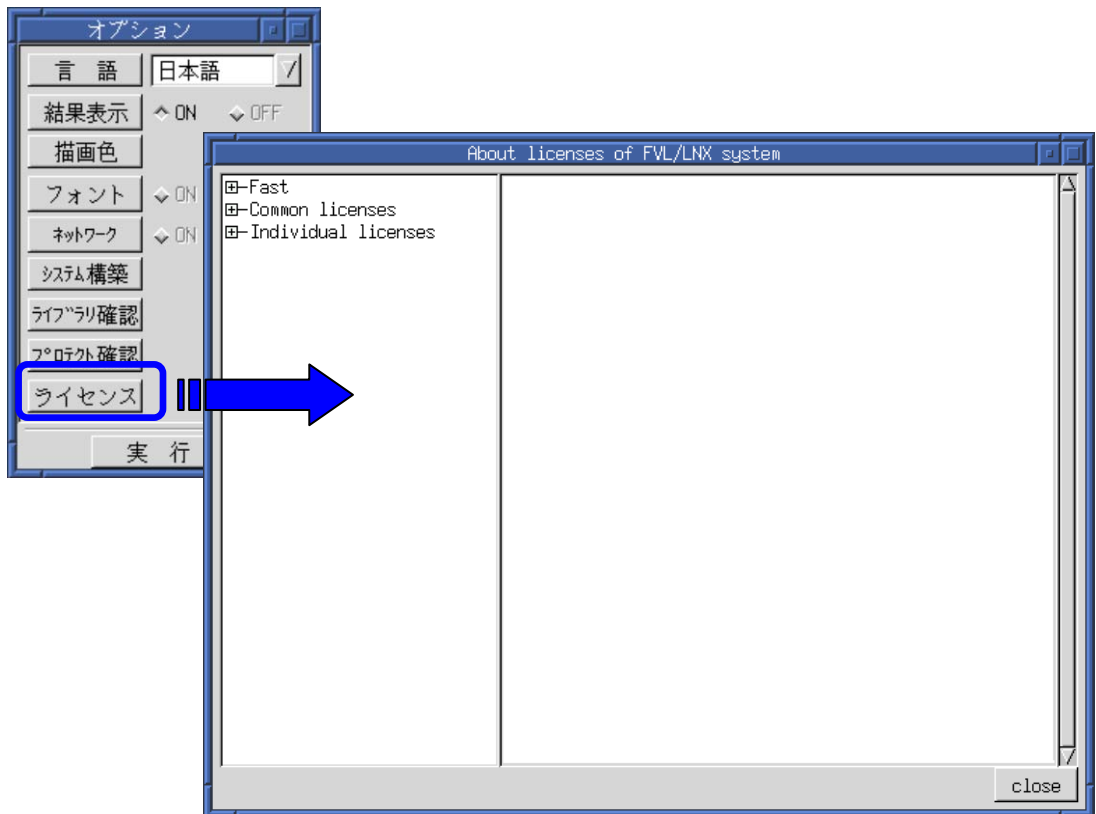 オプション
言 語 日本語
結果表示 ON OFF
描画色
フォント ON
ﾈｯﾄﾜｰｸ ON
ｼｽﾃﾑ構築
ﾗｲﾌﾞﾗﾘ確認
ﾌﾟﾛﾃｸﾄ確認
ライセンス
実 行
About licenses of FVL/LNX system
Fast
Common licenses
Individual licenses
close